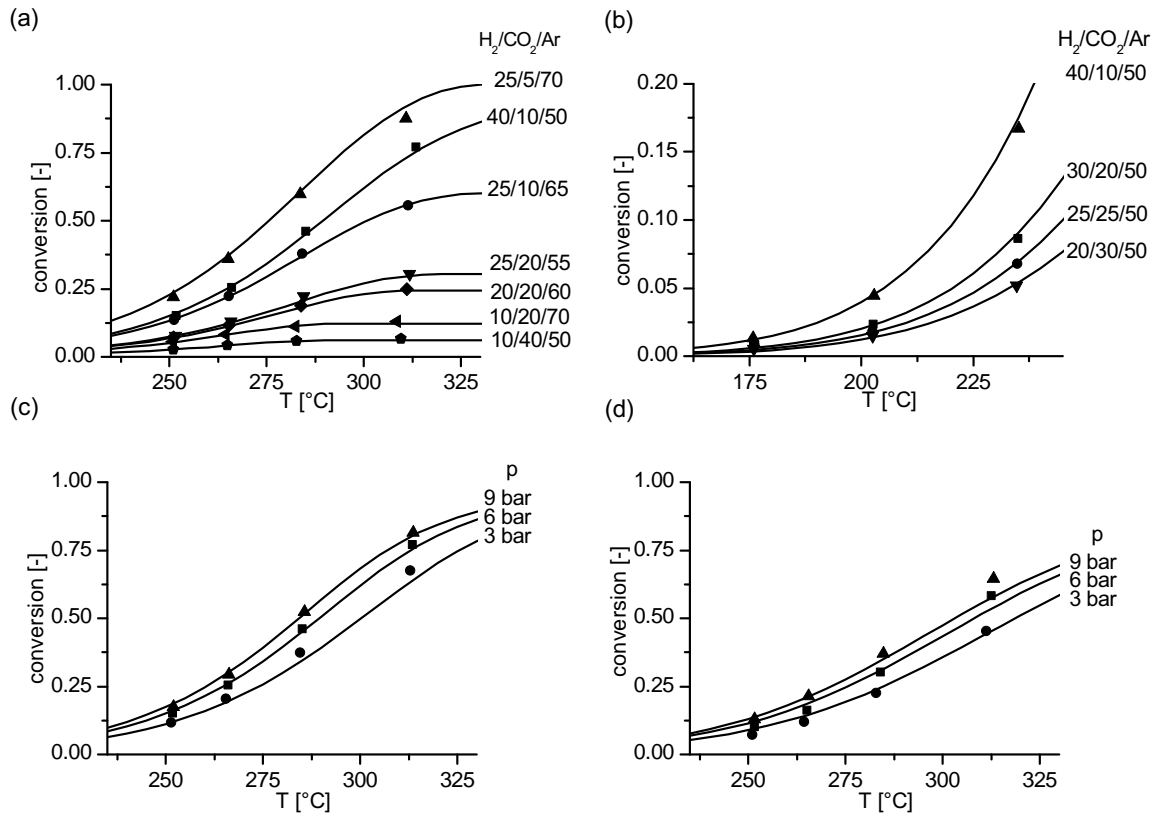 (a)
H2/CO2/Ar
25/5/70
40/10/50
25/10/65
25/20/55
20/20/60
10/20/70
10/40/50
1.00
0.75
0.50
0.25
0.00
conversion [-]
250 275 300 325
T [°C]
(b)
H2/CO2/Ar
40/10/50
30/20/50
25/25/50
20/30/50
0.20
0.15
0.10
0.05
0.00
conversion [-]
175 200 225
T [°C]
(c)
p
9 bar
6 bar
3 bar
1.00
0.75
0.50
0.25
0.00
conversion [-]
250 275 300 325
T [°C]
(d)
p
9 bar
6 bar
3 bar
1.00
0.75
0.50
0.25
0.00
conversion [-]
250 275 300 325
T [°C]